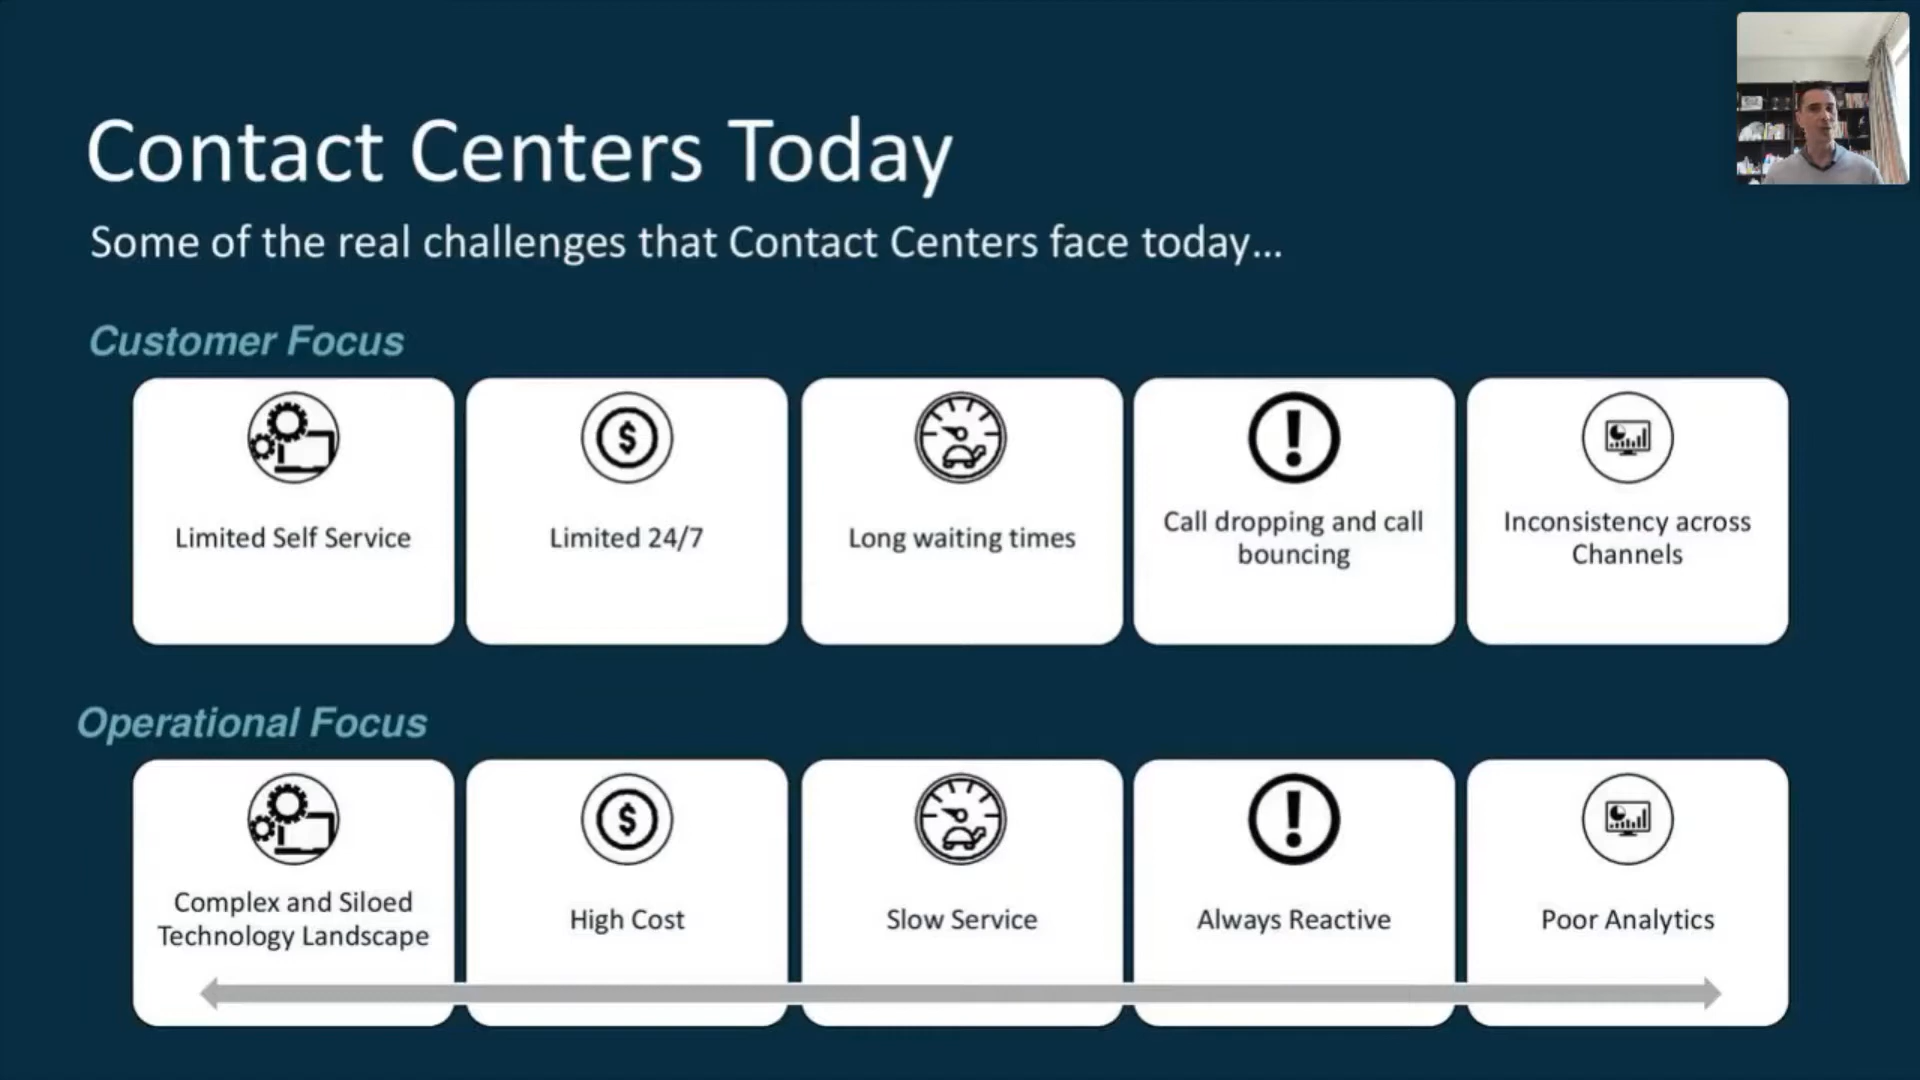 Contact Centers Today
Some of the real challenges that Contact Centers face today...
Customer Focus
Limited Self Service
Limited 24/7
Long waiting times
Call dropping and call
bouncing
Inconsistency across
Channels
Operational Focus
Complex and Siloed
Technology Landscape
High Cost
Slow Service
Always Reactive
Poor Analytics